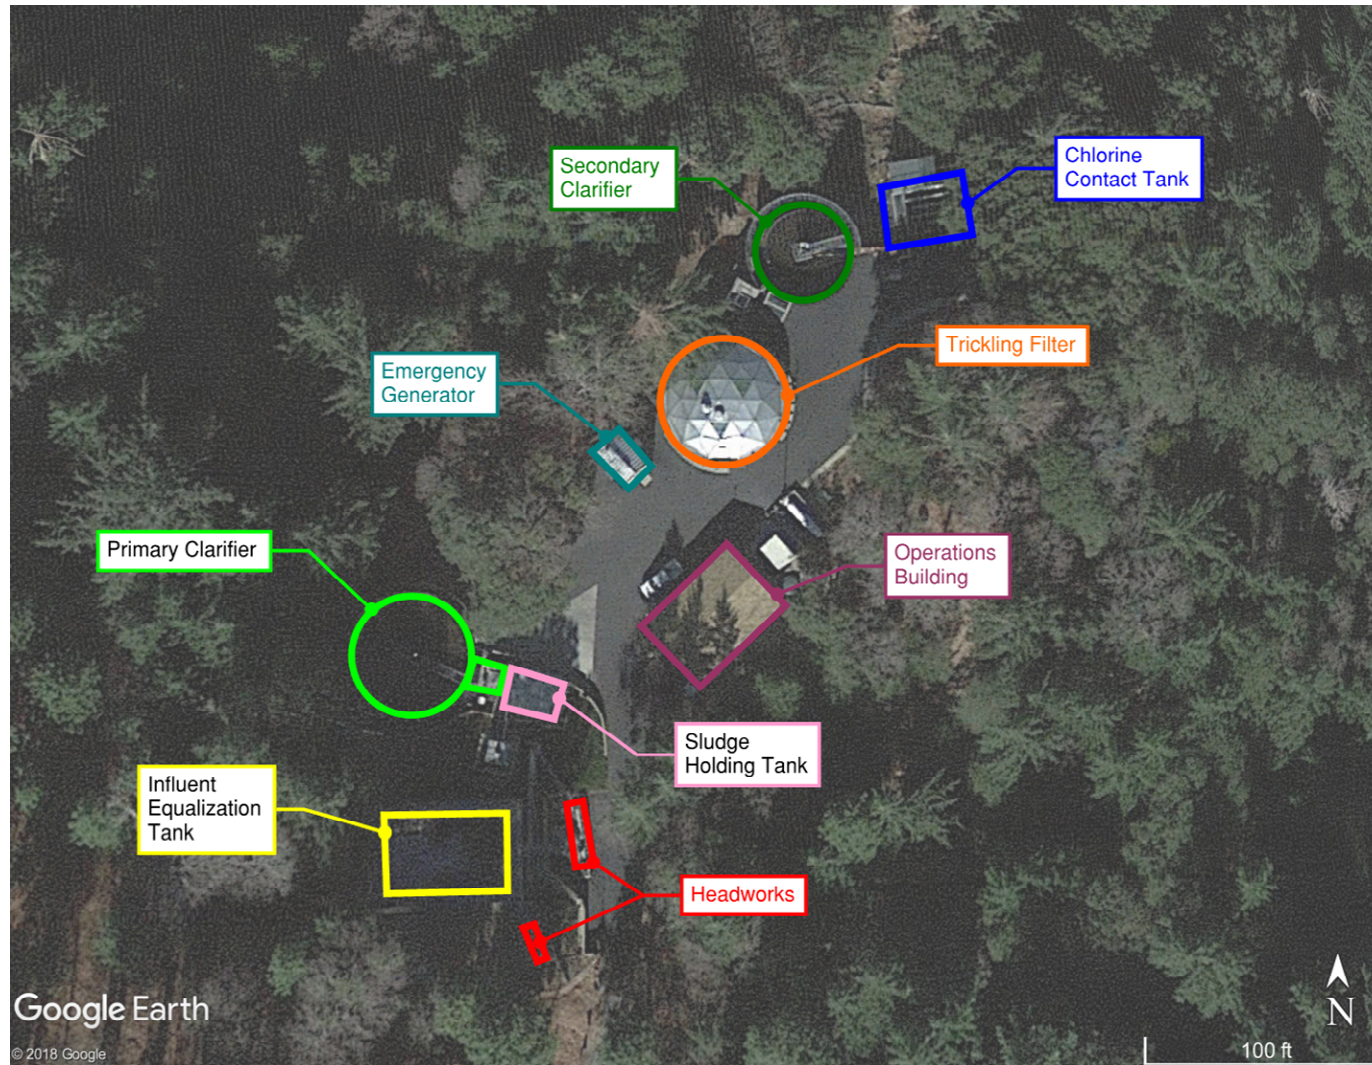 Secondary
Clarifier
Chlorine
Contact Tank
Trickling Filter
Emergency
Generator
Primary Clarifier
Operations
Building
Sludge
Holding Tank
Influent
Equalization
Tank
Headworks
Google Earth
N
© 2018 Google
100 ft